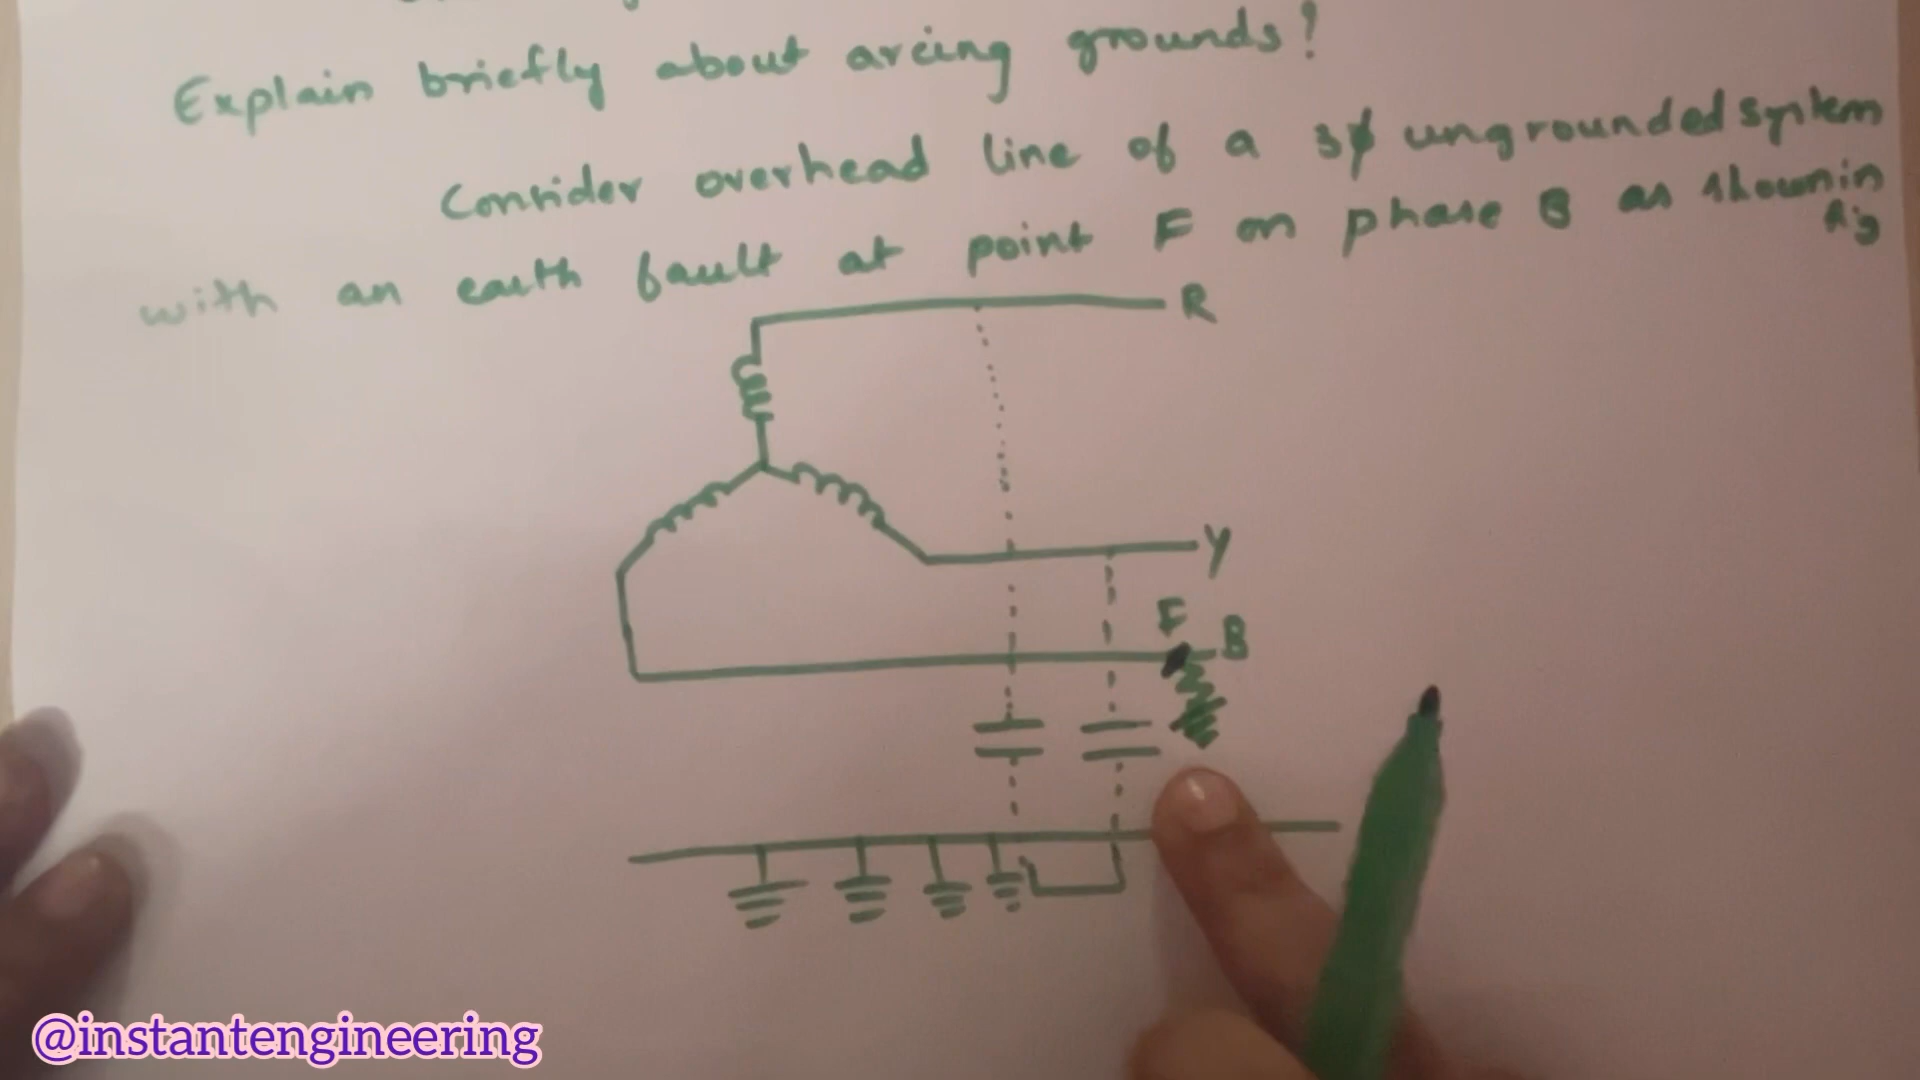 Explain briefly about arcing grounds?
Consider overhead line of a 3ϕ ungrounded system
with an earth fault at point F on phase B as shown in
fig
R
Y
F
B
@instantengineering